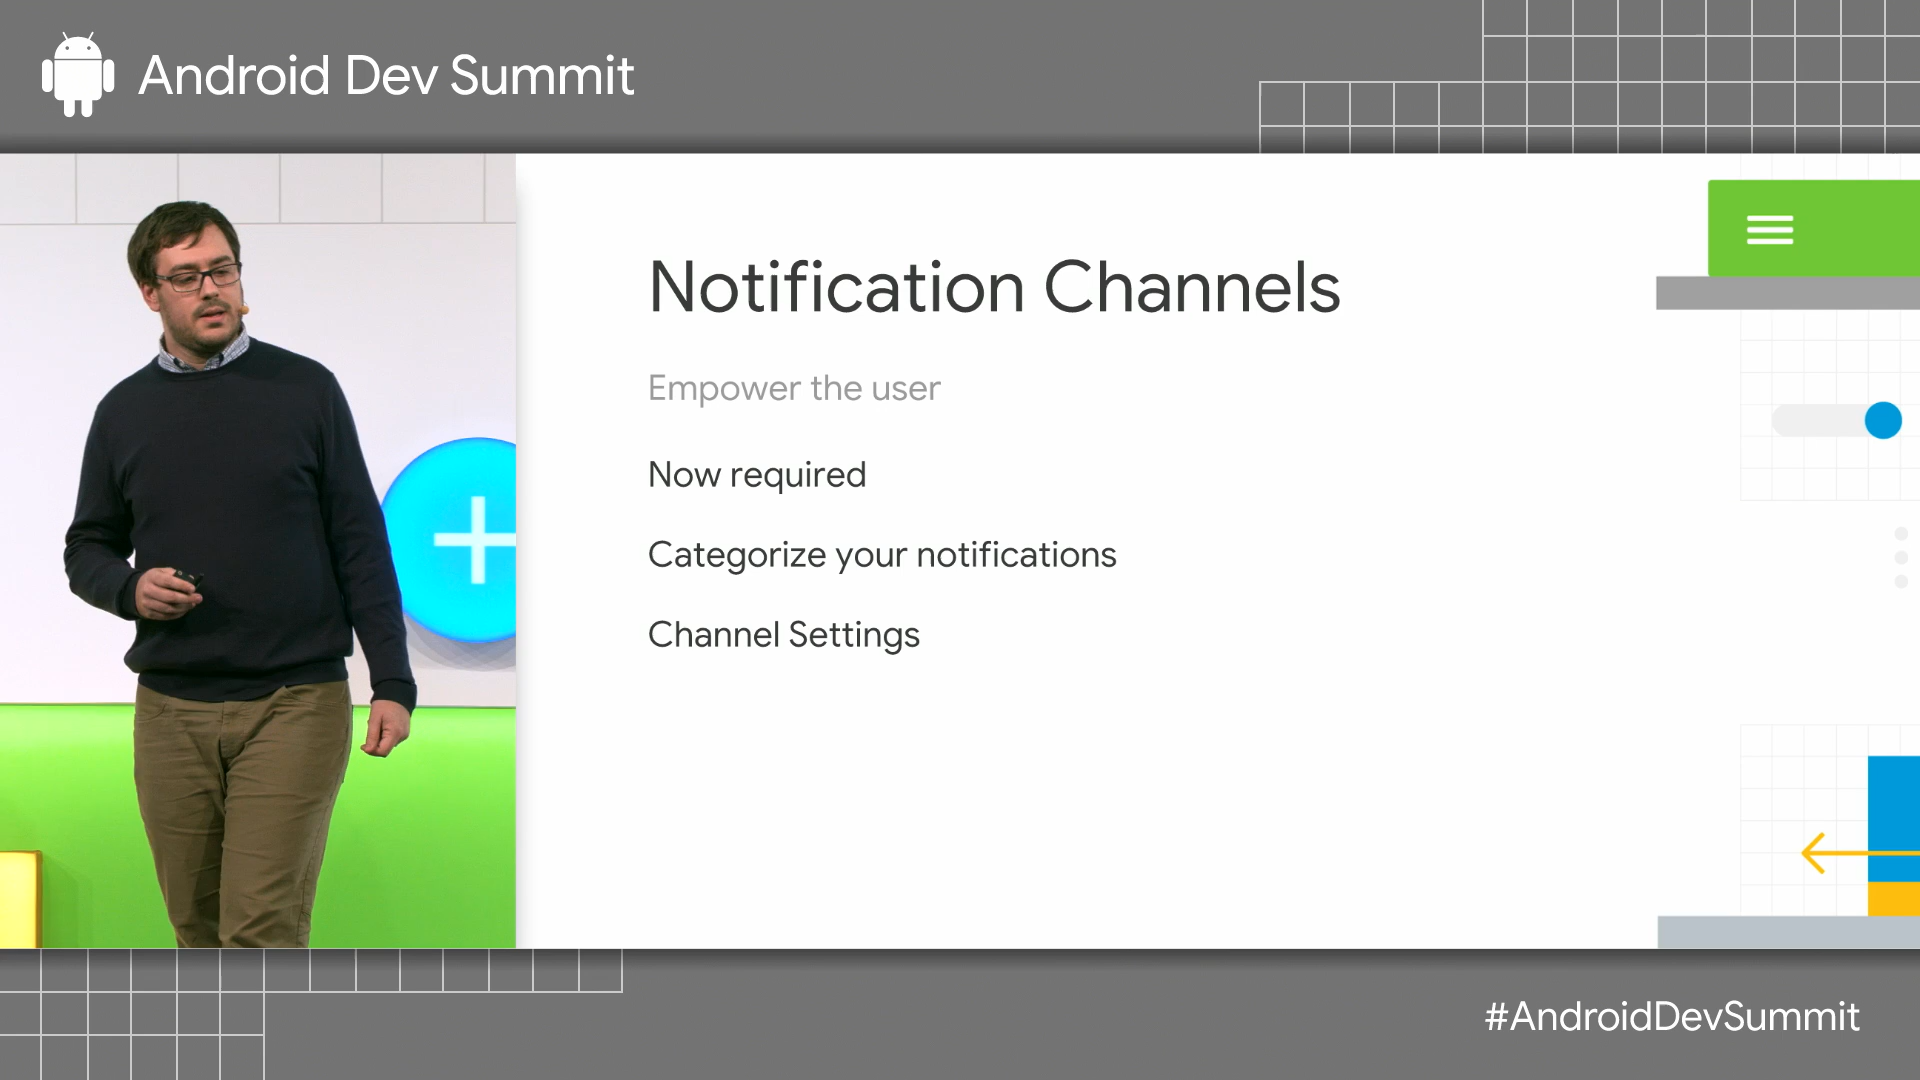 Android Dev Summit
Notification Channels
Empower the user
Now required
Categorize your notifications
Channel Settings
#AndroidDevSummit